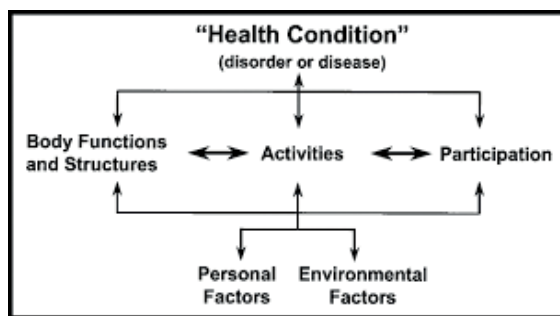 “Health Condition”
(disorder or disease)
Body Functions
and Structures
Activities
Participation
Personal
Factors
Environmental
Factors